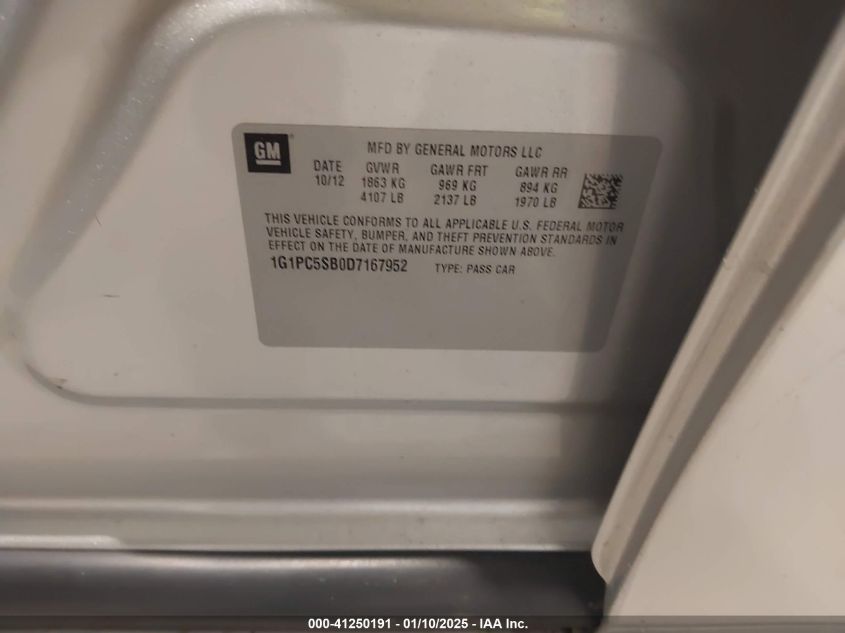 GM
MFD BY GENERAL MOTORS LLC
DATE GVWR GAWR FRT GAWR RR
10/12 1863 KG 969 KG 894 KG
4107 LB 2137 LB 1970 LB
THIS VEHICLE CONFORMS TO ALL APPLICABLE U.S. FEDERAL MOTOR
VEHICLE SAFETY, BUMPER, AND THEFT PREVENTION STANDARDS IN
EFFECT ON THE DATE OF MANUFACTURE SHOWN ABOVE.
1G1PC5SB0D7167952 TYPE: PASS CAR
000-41250191 — 01/10/2025 — IAA Inc.